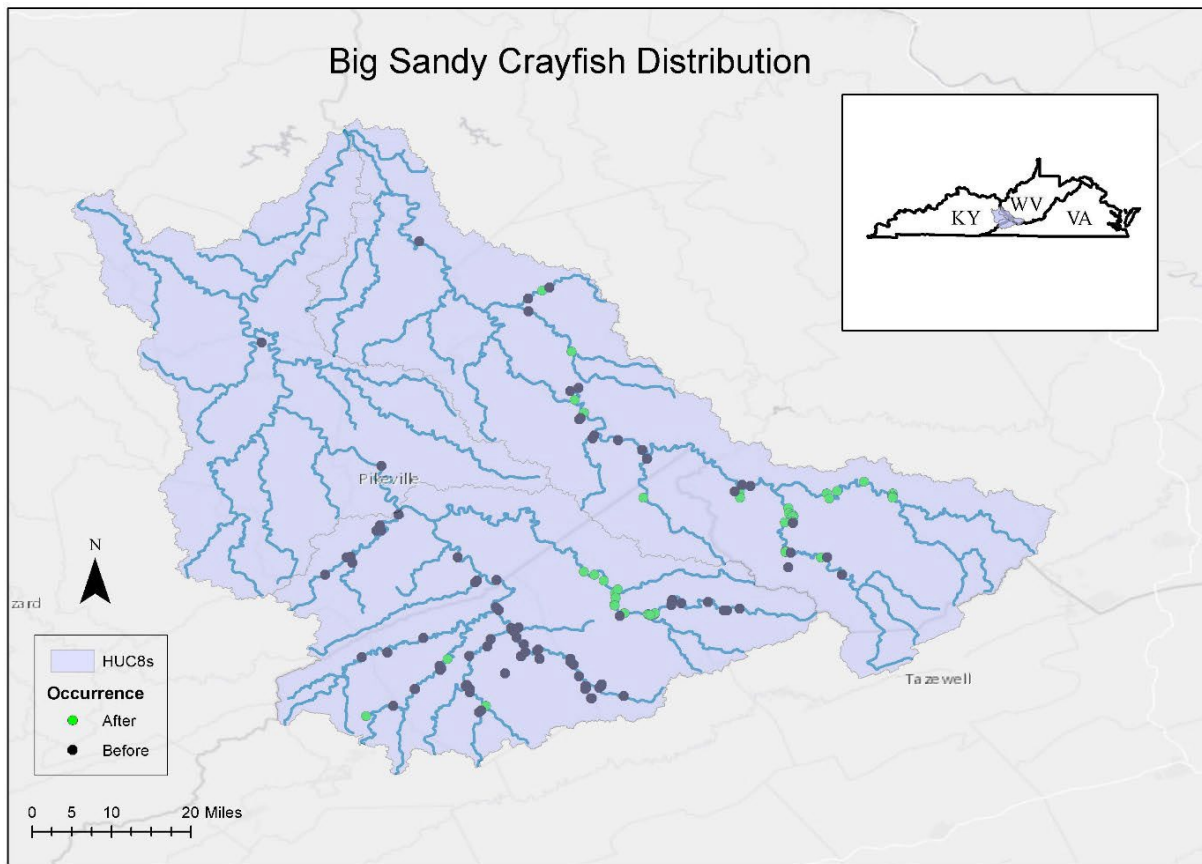 Big Sandy Crayfish Distribution
WV
KY
VA
Pikeville
N
zard
Tazewell
HUC8s
Occurrence
After
Before
0 5 10 20 Miles